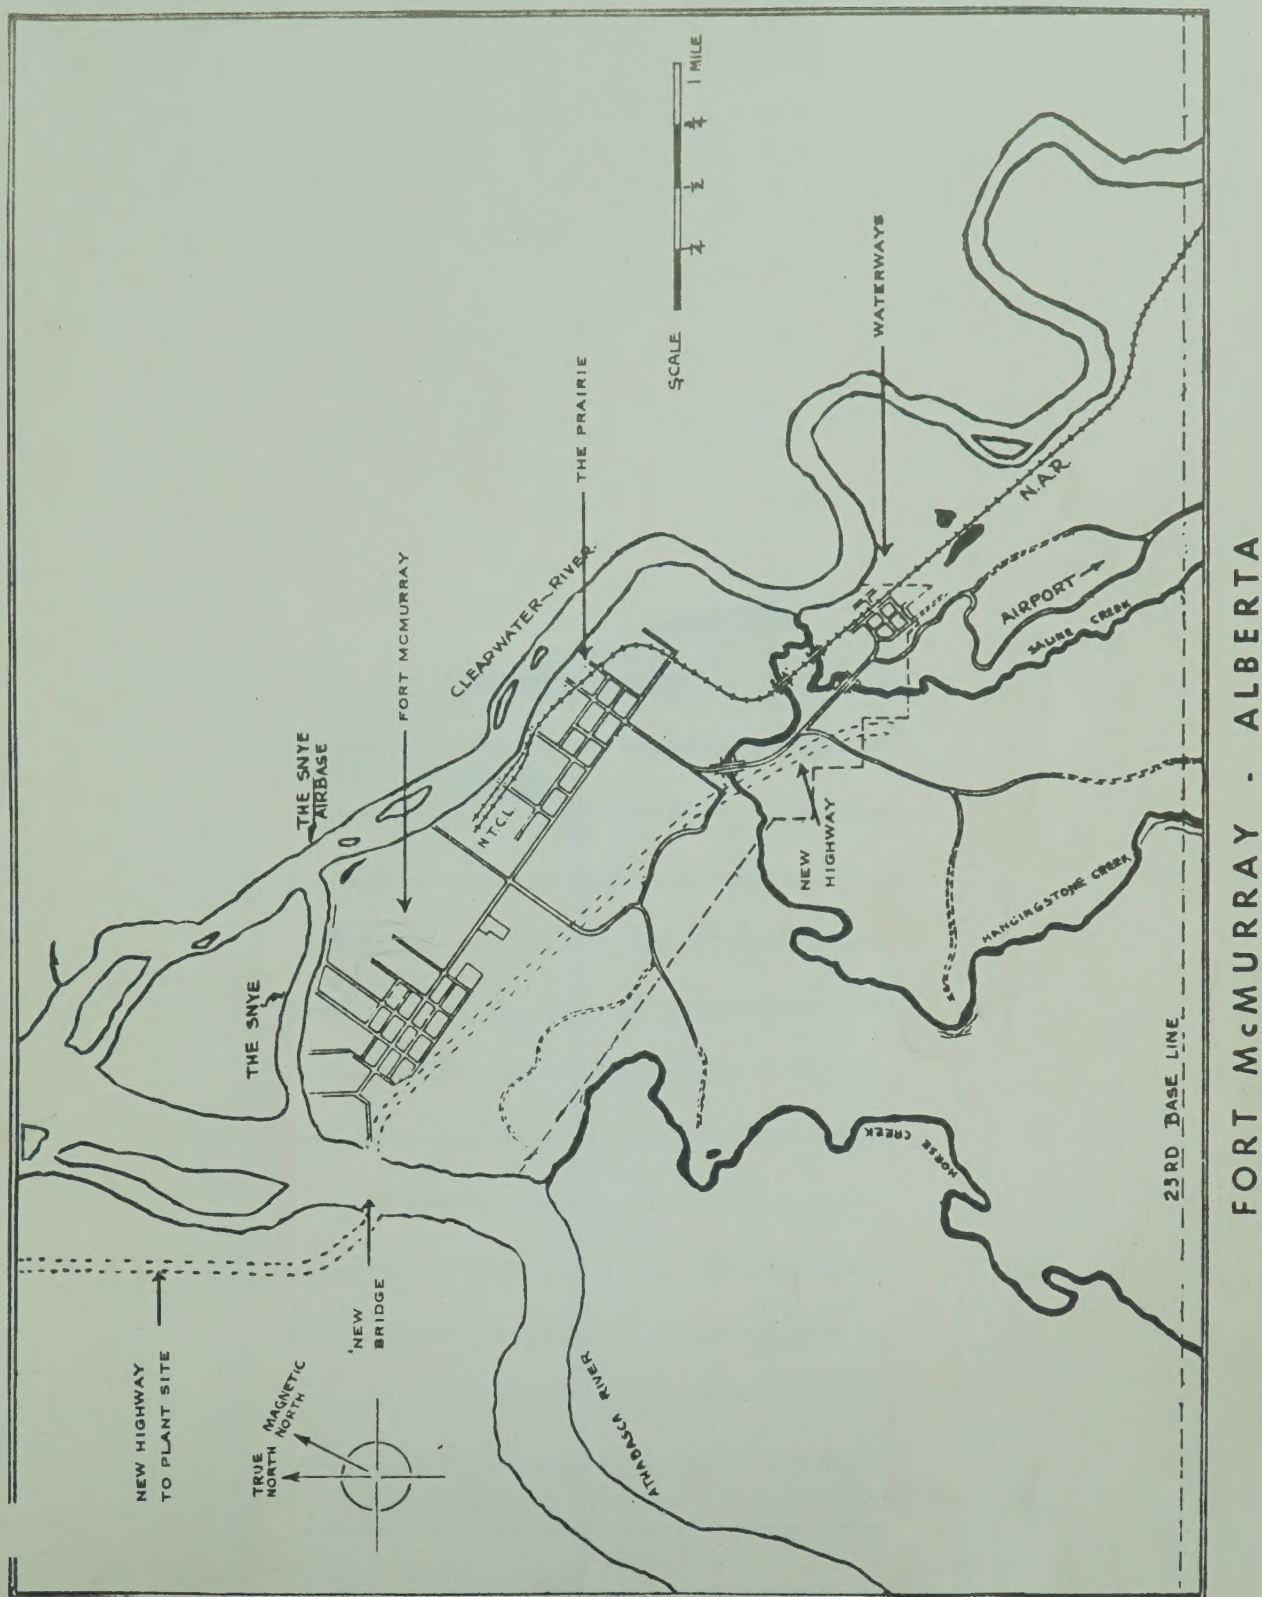 NEW HIGHWAY
TO PLANT SITE
TRUE
NORTH
MAGNETIC
NORTH
'NEW
BRIDGE
THE SNYE
THE SNYE
AIRBASE
FORT MCMURRAY
CLEARWATER RIVER
THE PRAIRIE
N.T.C.L.
SCALE
1/4
1/2
3/4
1 MILE
WATERWAYS
N.A.R
AIRPORT
SALINE CREEK
NEW
HIGHWAY
HANGINGSTONE CREEK
HORSE
CREEK
ATHABASCA RIVER
23RD BASE LINE
FORT McMURRAY - ALBERTA